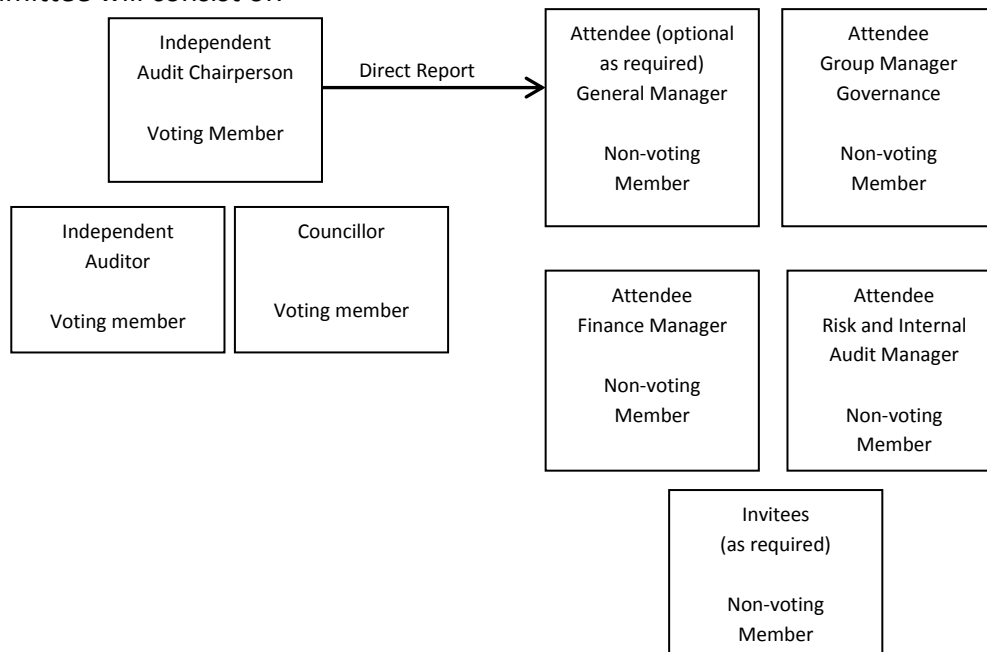 Independent
Audit Chairperson
Voting Member
Direct Report
Attendee (optional
as required)
General Manager
Non-voting
Member
Attendee
Group Manager
Governance
Non-voting
Member
Independent
Auditor
Voting member
Councillor
Voting member
Attendee
Finance Manager
Non-voting
Member
Attendee
Risk and Internal
Audit Manager
Non-voting
Member
Invitees
(as required)
Non-voting
Member